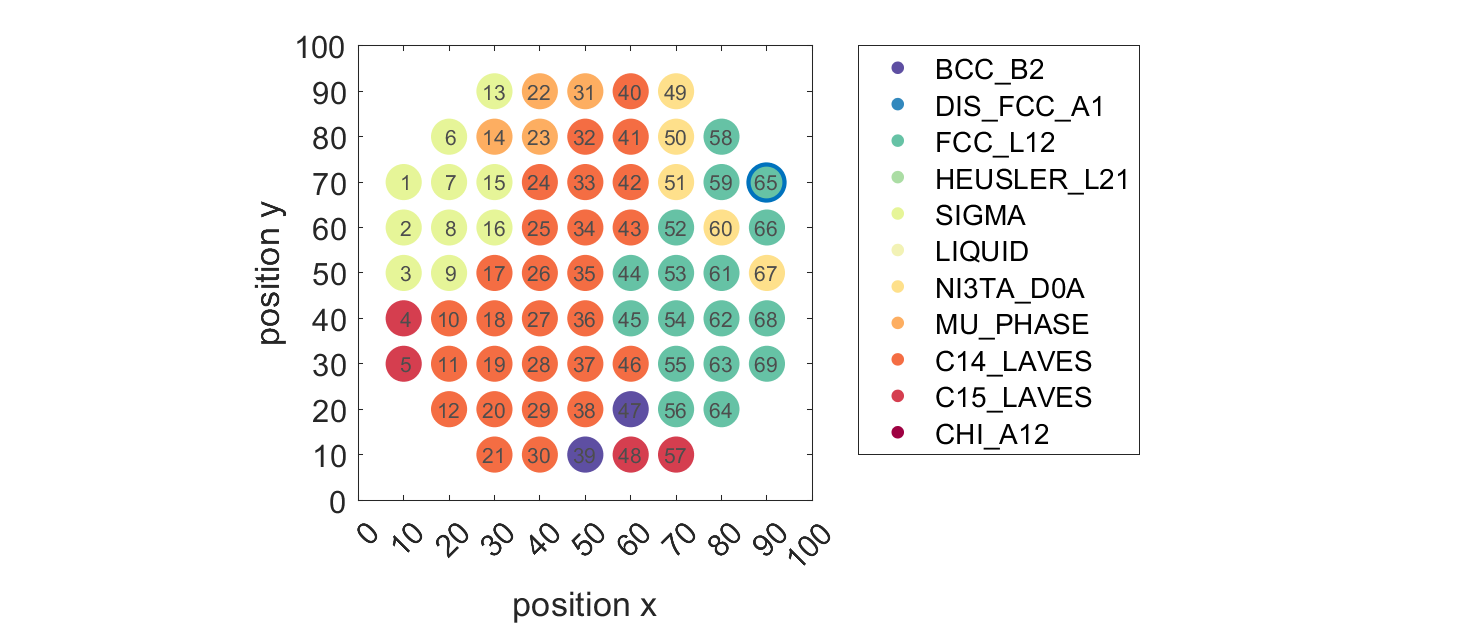 100
90 13 22 31 40 49
80 6 14 23 32 41 50 58
70 1 7 15 24 33 42 51 59 65
60 2 8 16 25 34 43 52 60 66
50 3 9 17 26 35 44 53 61 67
40 4 10 18 27 36 45 54 62 68
30 5 11 19 28 37 46 55 63 69
20 12 20 29 38 47 56 64
10 21 30 39 48 57
0
0 10 20 30 40 50 60 70 80 90 100
position x
position y
BCC_B2
DIS_FCC_A1
FCC_L12
HEUSLER_L21
SIGMA
LIQUID
NI3TA_D0A
MU_PHASE
C14_LAVES
C15_LAVES
CHI_A12